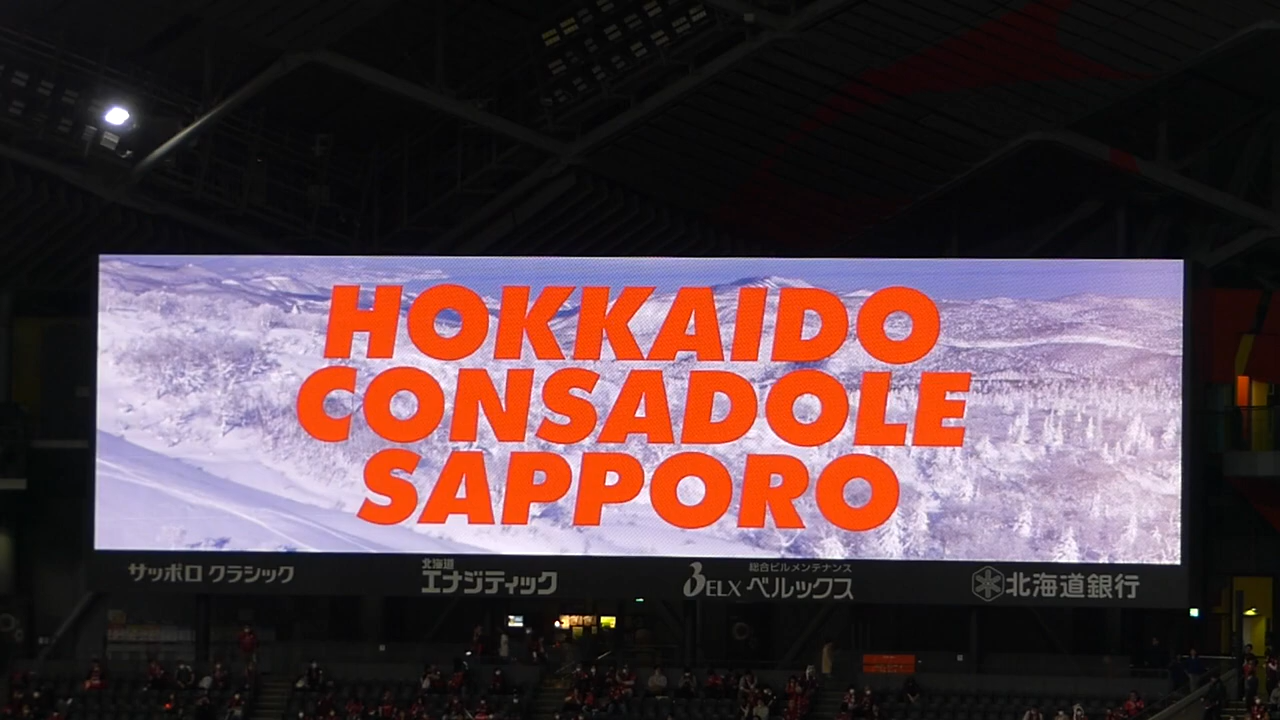 HOKKAIDO
CONSADOLE
SAPPORO
サッポロ クラシック
北海道
エナジティック
総合ビルメンテナンス
BELX ベルックス
北海道銀行